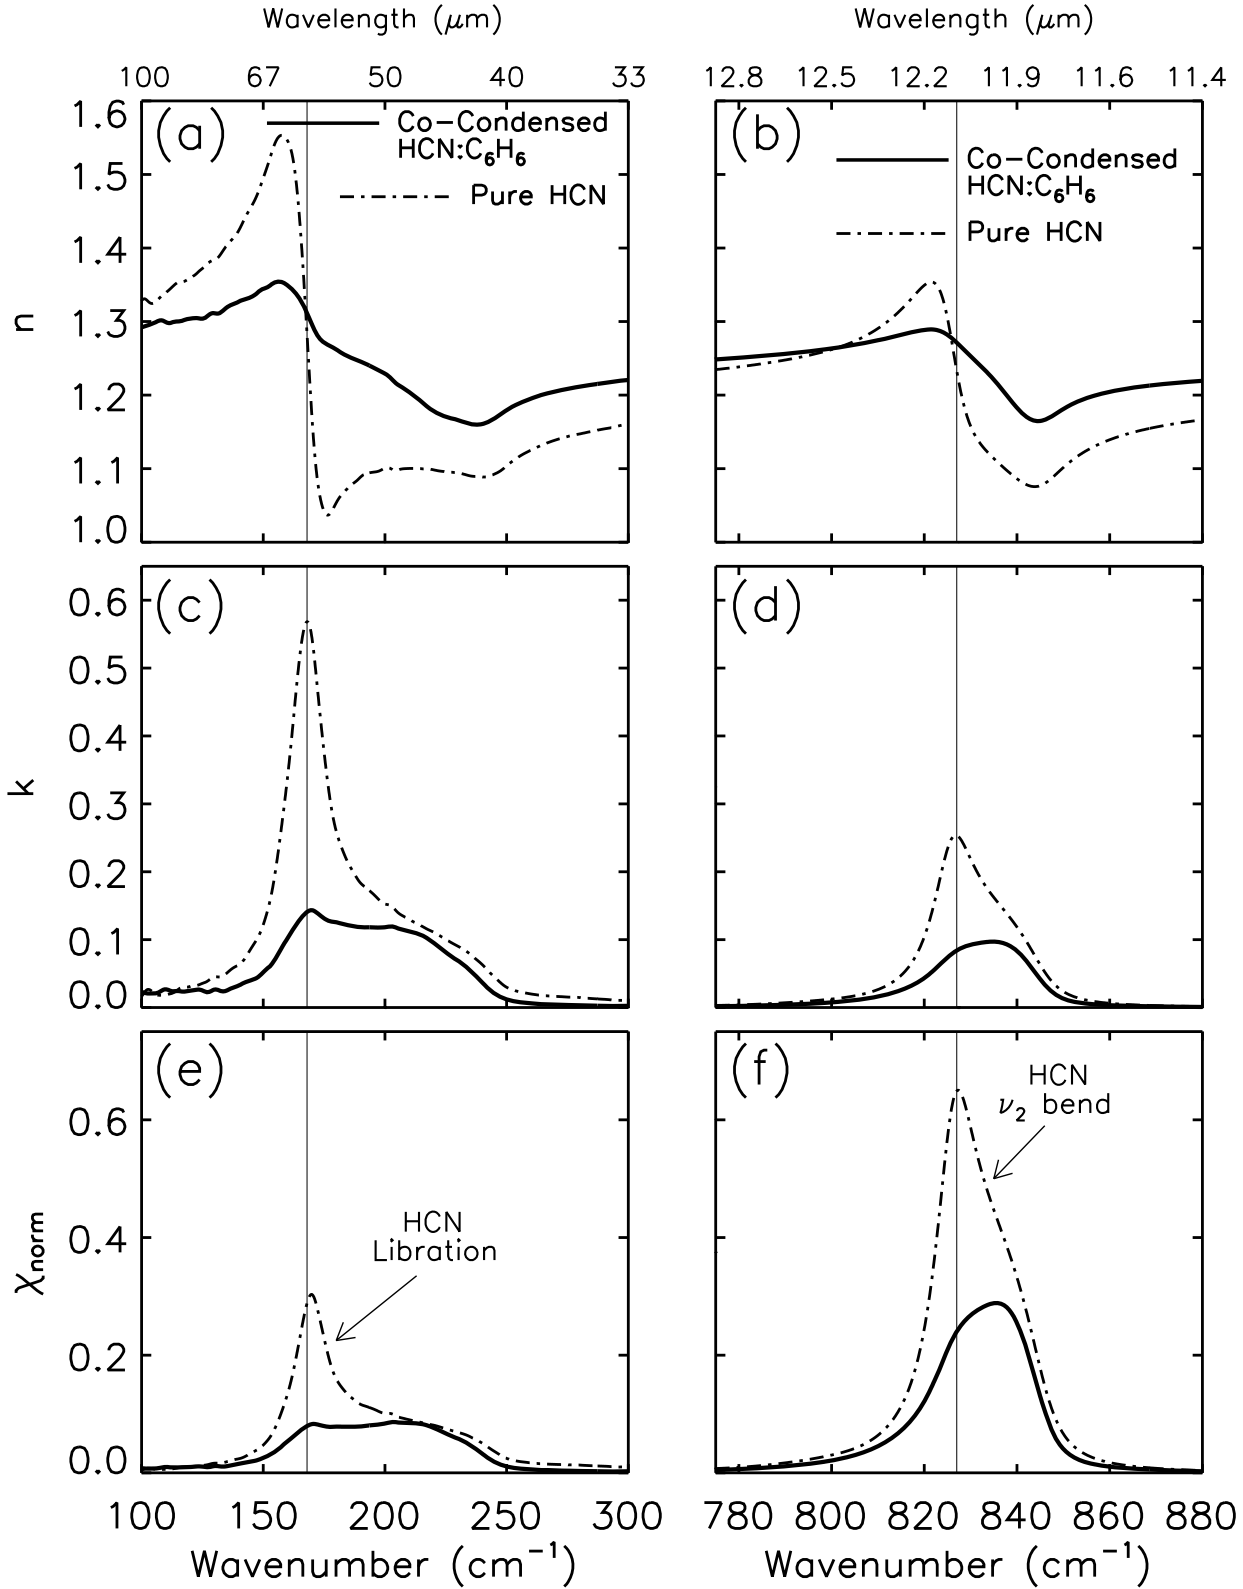 Wavelength (μm)
Wavelength (μm)
100 67 50 40 33
12.8 12.5 12.2 11.9 11.6 11.4
1.6
1.5
1.4
1.3
1.2
1.1
1.0
n
(a)
Co-Condensed
HCN:C₆H₆
Pure HCN
(b)
Co-Condensed
HCN:C₆H₆
Pure HCN
0.6
0.5
0.4
0.3
0.2
0.1
0.0
k
(c)
(d)
0.6
0.4
0.2
0.0
χnorm
(e)
HCN
Libration
(f)
HCN
ν₂ bend
100 150 200 250 300
780 800 820 840 860 880
Wavenumber (cm⁻¹)
Wavenumber (cm⁻¹)